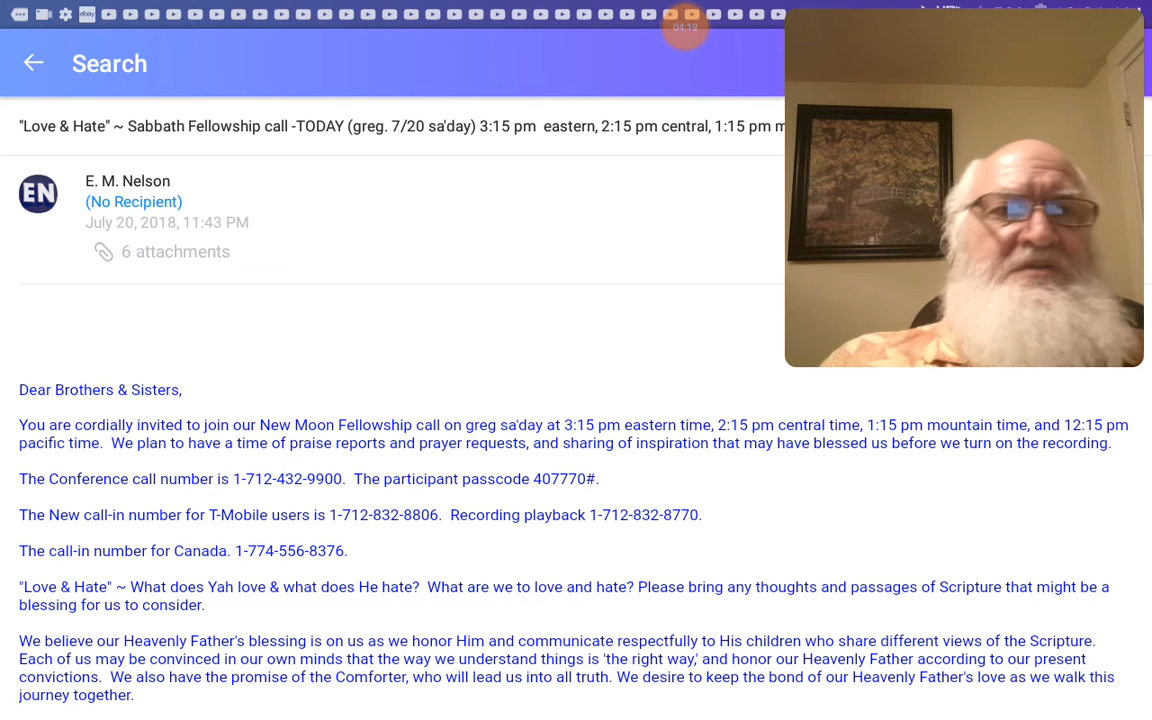 ebay
04:19
Search
"Love & Hate" ~ Sabbath Fellowship call -TODAY (greg. 7/20 sa'day) 3:15 pm eastern, 2:15 pm central, 1:15 pm m
EN
E. M. Nelson
(No Recipient)
July 20, 2018, 11:43 PM
6 attachments
Dear Brothers & Sisters,
You are cordially invited to join our New Moon Fellowship call on greg sa'day at 3:15 pm eastern time, 2:15 pm central time, 1:15 pm mountain time, and 12:15 pm
pacific time. We plan to have a time of praise reports and prayer requests, and sharing of inspiration that may have blessed us before we turn on the recording.
The Conference call number is 1-712-432-9900. The participant passcode 407770#.
The New call-in number for T-Mobile users is 1-712-832-8806. Recording playback 1-712-832-8770.
The call-in number for Canada. 1-774-556-8376.
"Love & Hate" ~ What does Yah love & what does He hate? What are we to love and hate? Please bring any thoughts and passages of Scripture that might be a
blessing for us to consider.
We believe our Heavenly Father's blessing is on us as we honor Him and communicate respectfully to His children who share different views of the Scripture.
Each of us may be convinced in our own minds that the way we understand things is 'the right way,' and honor our Heavenly Father according to our present
convictions. We also have the promise of the Comforter, who will lead us into all truth. We desire to keep the bond of our Heavenly Father's love as we walk this
journey together.